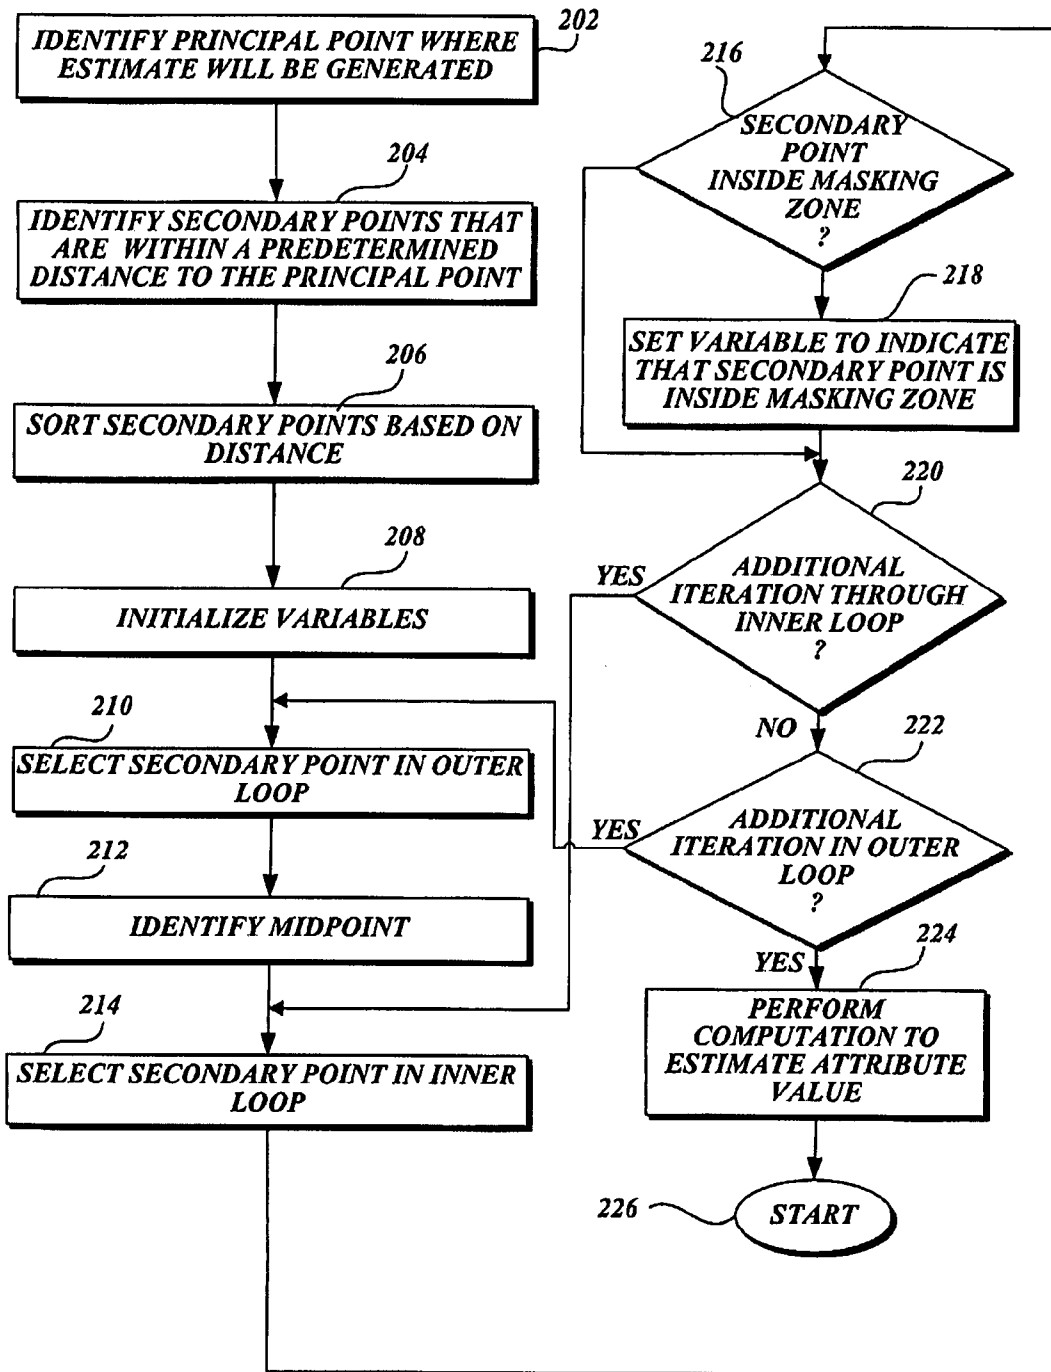 202
IDENTIFY PRINCIPAL POINT WHERE
ESTIMATE WILL BE GENERATED
204
IDENTIFY SECONDARY POINTS THAT
ARE WITHIN A PREDETERMINED
DISTANCE TO THE PRINCIPAL POINT
206
SORT SECONDARY POINTS BASED ON
DISTANCE
208
INITIALIZE VARIABLES
210
SELECT SECONDARY POINT IN OUTER
LOOP
212
IDENTIFY MIDPOINT
214
SELECT SECONDARY POINT IN INNER
LOOP
216
SECONDARY
POINT
INSIDE MASKING
ZONE
?
218
SET VARIABLE TO INDICATE
THAT SECONDARY POINT IS
INSIDE MASKING ZONE
220
YES
ADDITIONAL
ITERATION THROUGH
INNER LOOP
?
NO
222
YES
ADDITIONAL
ITERATION IN OUTER
LOOP
?
YES
224
PERFORM
COMPUTATION TO
ESTIMATE ATTRIBUTE
VALUE
226
START